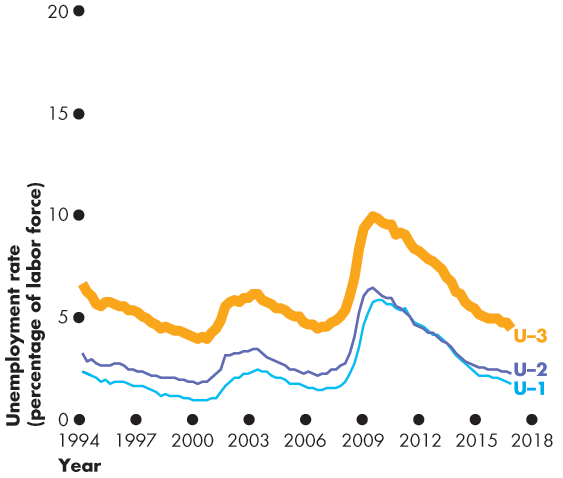 20
15
10
5
0
Unemployment rate
(percentage of labor force)
U–3
U–2
U–1
1994 1997 2000 2003 2006 2009 2012 2015 2018
Year